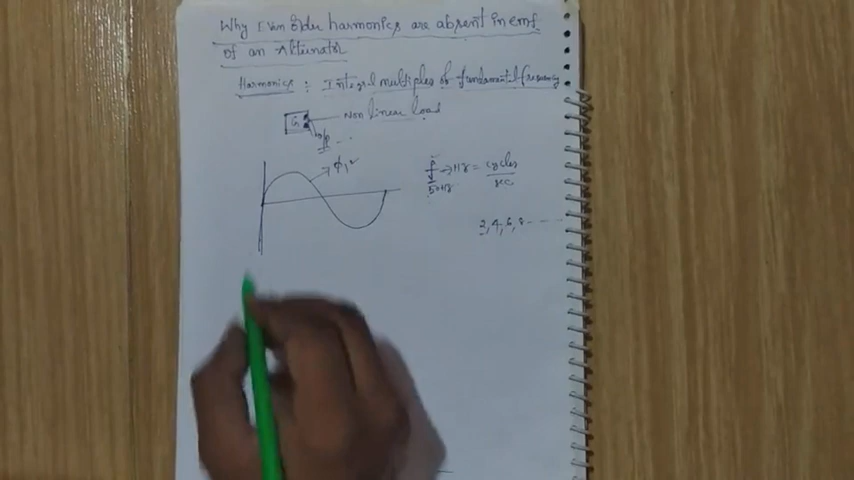 Why Even order harmonics are absent in emf
of an Alternator
Harmonics : Integral multiples of fundamental frequency
G Non linear load
o/p
f → Hz = cycles/sec
50Hz
2, 4, 6, 8 - - - -